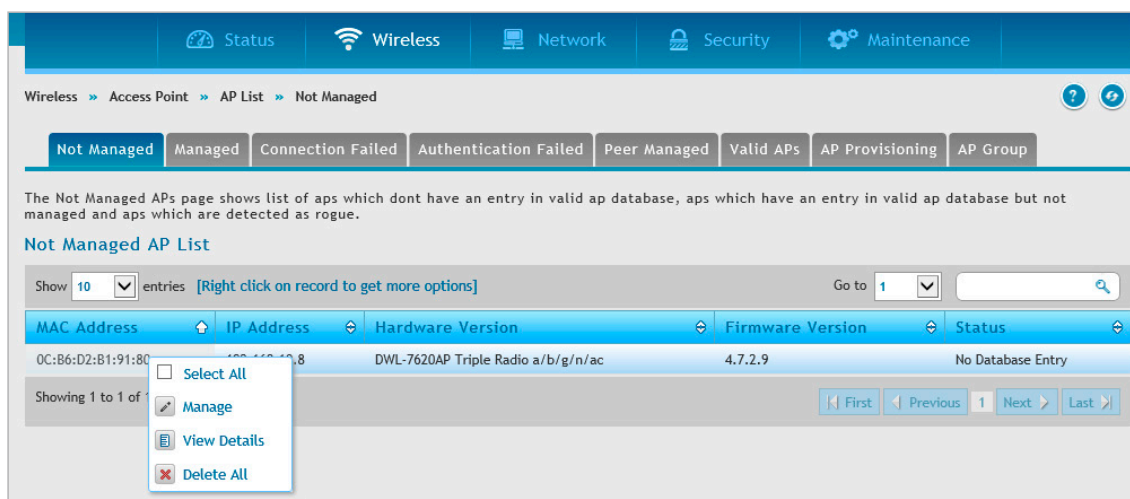 Status Wireless Network Security Maintenance
Wireless » Access Point » AP List » Not Managed
Not Managed Managed Connection Failed Authentication Failed Peer Managed Valid APs AP Provisioning AP Group
The Not Managed APs page shows list of aps which dont have an entry in valid ap database, aps which have an entry in valid ap database but not
managed and aps which are detected as rogue.
Not Managed AP List
Show 10 entries [Right click on record to get more options] Go to 1
MAC Address IP Address Hardware Version Firmware Version Status
0C:B6:D2:B1:91:80 .8 DWL-7620AP Triple Radio a/b/g/n/ac 4.7.2.9 No Database Entry
Select All
Showing 1 to 1 of First Previous 1 Next Last
Manage
View Details
Delete All